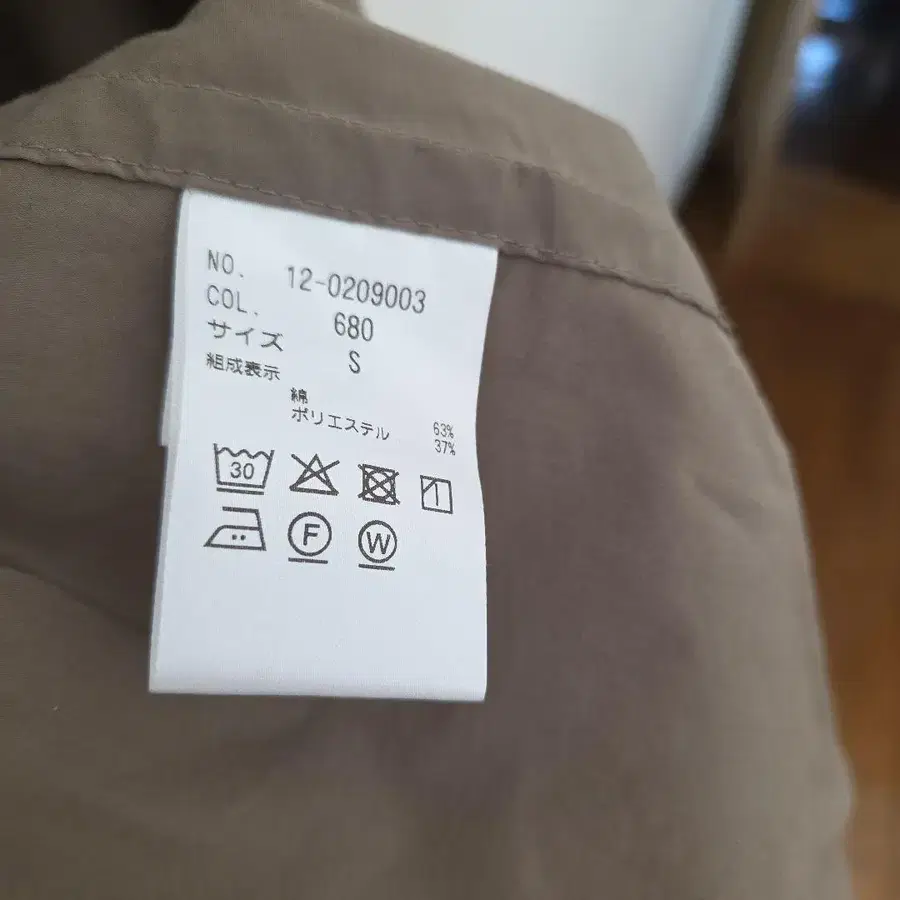 NO. 12-0209003
COL. 680
サイズ S
組成表示
綿 63%
ポリエステル 37%
30
F W